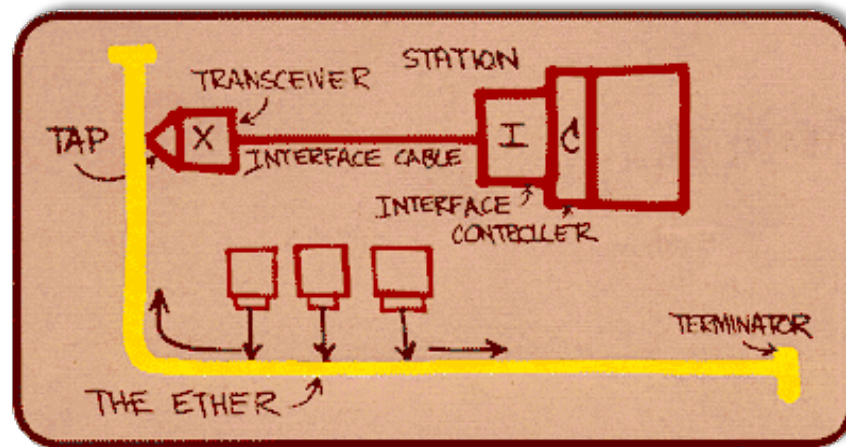 STATION
TRANSCEIVER
TAP
X
I
C
INTERFACE CABLE
INTERFACE
CONTROLLER
TERMINATOR
THE ETHER